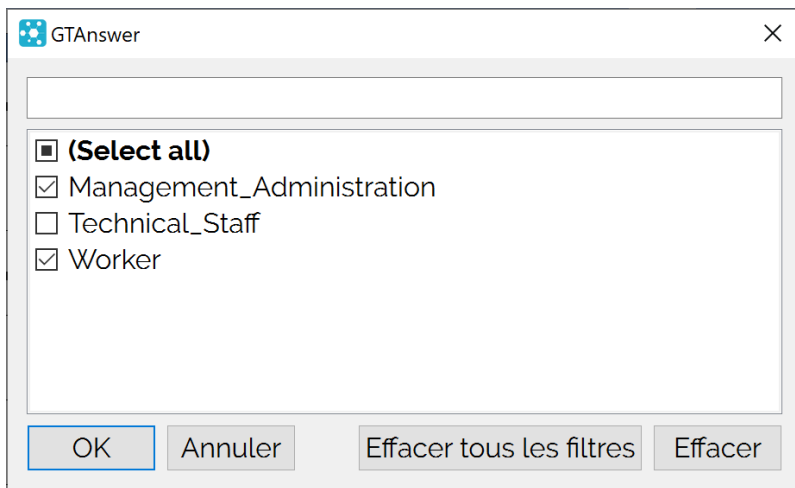 GTAnswer
(Select all)
Management_Administration
Technical_Staff
Worker
OK Annuler Effacer tous les filtres Effacer